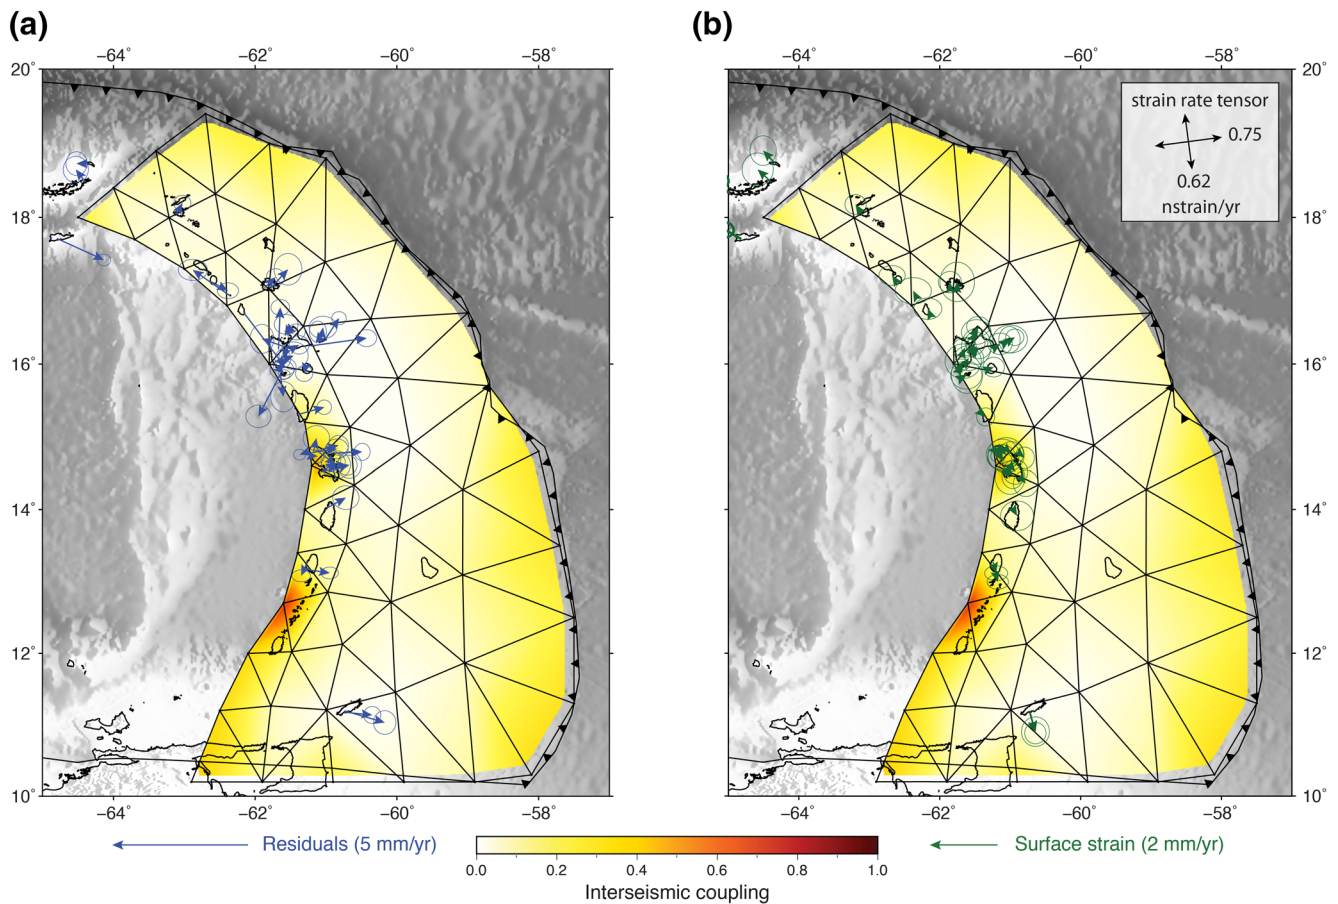 (a)
(b)
−64° −62° −60° −58°
−64° −62° −60° −58°
20°
18°
16°
14°
12°
10°
20°
18°
16°
14°
12°
10°
strain rate tensor
0.75
0.62
nstrain/yr
−64° −62° −60° −58°
−64° −62° −60° −58°
Residuals (5 mm/yr)
0.0 0.2 0.4 0.6 0.8 1.0
Interseismic coupling
Surface strain (2 mm/yr)